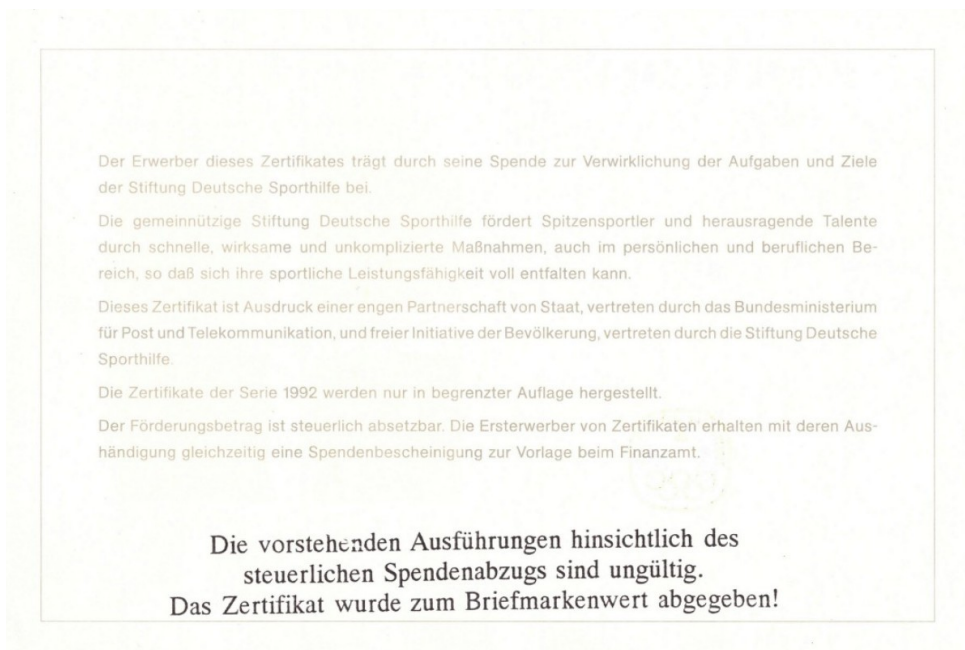 Der Erwerber dieses Zertifikates trägt durch seine Spende zur Verwirklichung der Aufgaben und Ziele
der Stiftung Deutsche Sporthilfe bei.
Die gemeinnützige Stiftung Deutsche Sporthilfe fördert Spitzensportler und herausragende Talente
durch schnelle, wirksame und unkomplizierte Maßnahmen, auch im persönlichen und beruflichen Be-
reich, so daß sich ihre sportliche Leistungsfähigkeit voll entfalten kann.
Dieses Zertifikat ist Ausdruck einer engen Partnerschaft von Staat, vertreten durch das Bundesministerium
für Post und Telekommunikation, und freier Initiative der Bevölkerung, vertreten durch die Stiftung Deutsche
Sporthilfe.
Die Zertifikate der Serie 1992 werden nur in begrenzter Auflage hergestellt.
Der Förderungsbetrag ist steuerlich absetzbar. Die Ersterwerber von Zertifikaten erhalten mit deren Aus-
händigung gleichzeitig eine Spendenbescheinigung zur Vorlage beim Finanzamt.
Die vorstehenden Ausführungen hinsichtlich des
steuerlichen Spendenabzugs sind ungültig.
Das Zertifikat wurde zum Briefmarkenwert abgegeben!